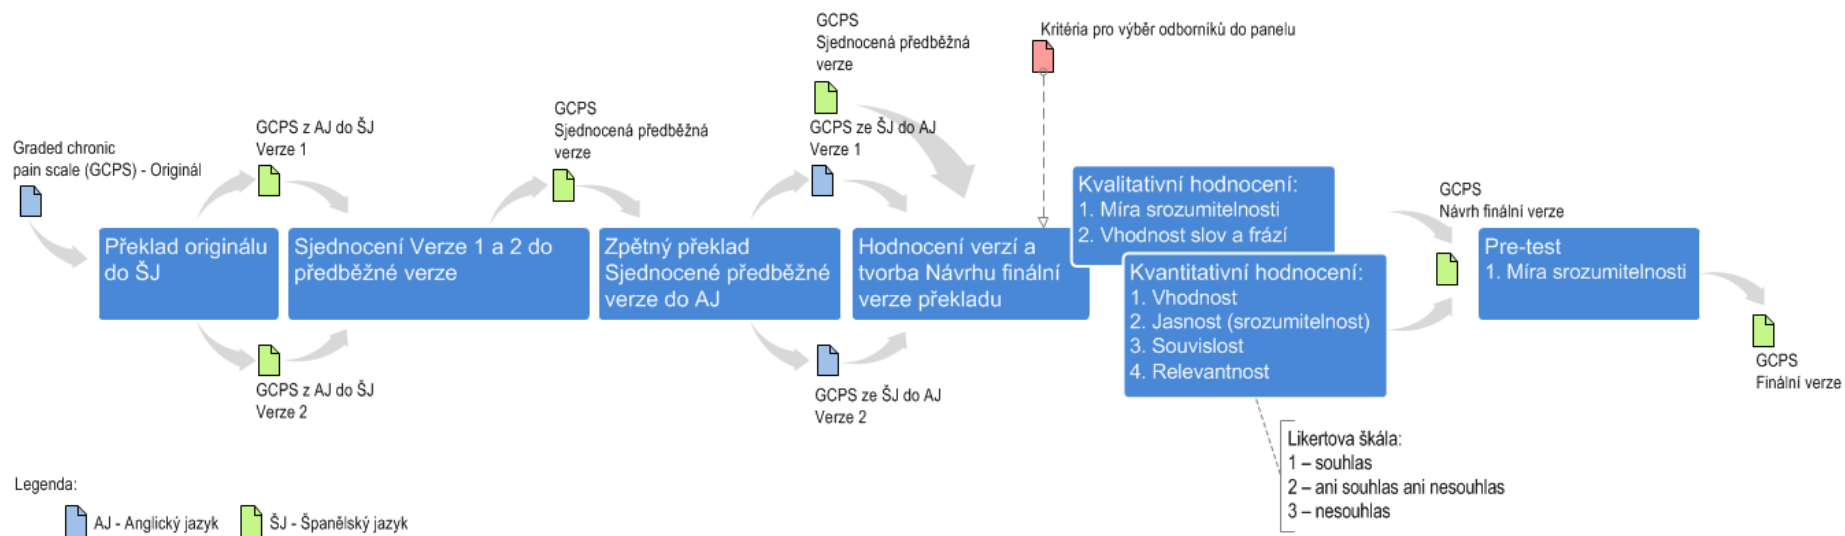 Graded chronic
pain scale (GCPS) - Originál
Překlad originálu
do ŠJ
GCPS z AJ do ŠJ
Verze 1
GCPS z AJ do ŠJ
Verze 2
Sjednocení Verze 1 a 2 do
předběžné verze
GCPS
Sjednocená předběžná
verze
Zpětný překlad
Sjednocené předběžné
verze do AJ
GCPS
Sjednocená předběžná
verze
GCPS ze ŠJ do AJ
Verze 1
GCPS ze ŠJ do AJ
Verze 2
Kritéria pro výběr odborníků do panelu
Hodnocení verzí a
tvorba Návrhu finální
verze překladu
Kvalitativní hodnocení:
1. Míra srozumitelnosti
2. Vhodnost slov a frází
Kvantitativní hodnocení:
1. Vhodnost
2. Jasnost (srozumitelnost)
3. Souvislost
4. Relevantnost
Likertova škála:
1 – souhlas
2 – ani souhlas ani nesouhlas
3 – nesouhlas
GCPS
Návrh finální verze
Pre-test
1. Míra srozumitelnosti
GCPS
Finální verze
Legenda:
AJ - Anglický jazyk
ŠJ - Španělský jazyk